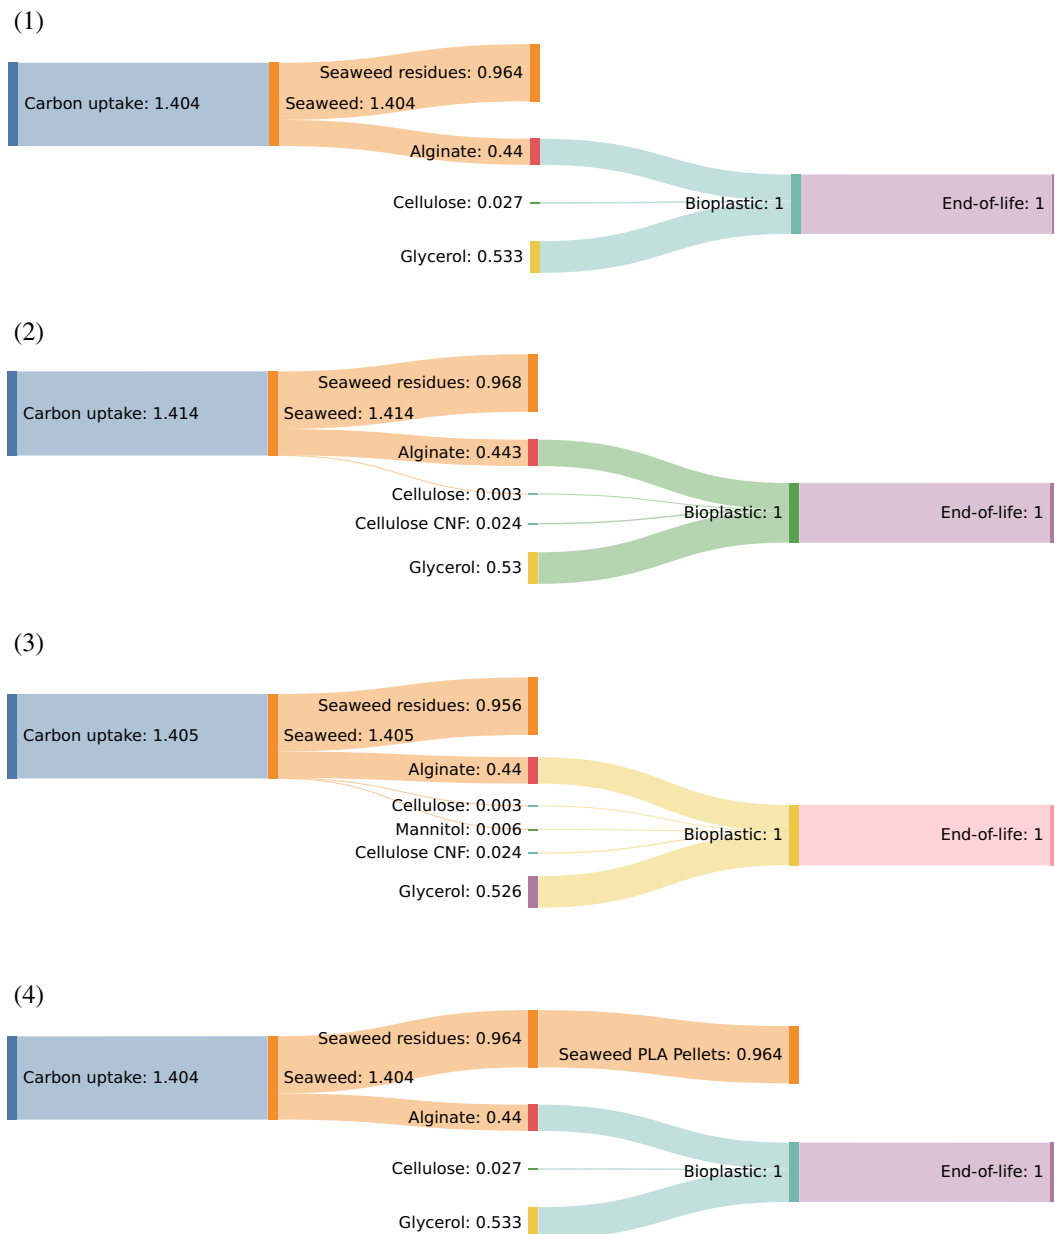 (1)
Seaweed residues: 0.964
Carbon uptake: 1.404
Seaweed: 1.404
Alginate: 0.44
Cellulose: 0.027
Bioplastic: 1
End-of-life: 1
Glycerol: 0.533
(2)
Seaweed residues: 0.968
Carbon uptake: 1.414
Seaweed: 1.414
Alginate: 0.443
Cellulose: 0.003
Bioplastic: 1
End-of-life: 1
Cellulose CNF: 0.024
Glycerol: 0.53
(3)
Seaweed residues: 0.956
Carbon uptake: 1.405
Seaweed: 1.405
Alginate: 0.44
Cellulose: 0.003
Mannitol: 0.006
Bioplastic: 1
End-of-life: 1
Cellulose CNF: 0.024
Glycerol: 0.526
(4)
Seaweed residues: 0.964
Seaweed PLA Pellets: 0.964
Carbon uptake: 1.404
Seaweed: 1.404
Alginate: 0.44
Cellulose: 0.027
Bioplastic: 1
End-of-life: 1
Glycerol: 0.533